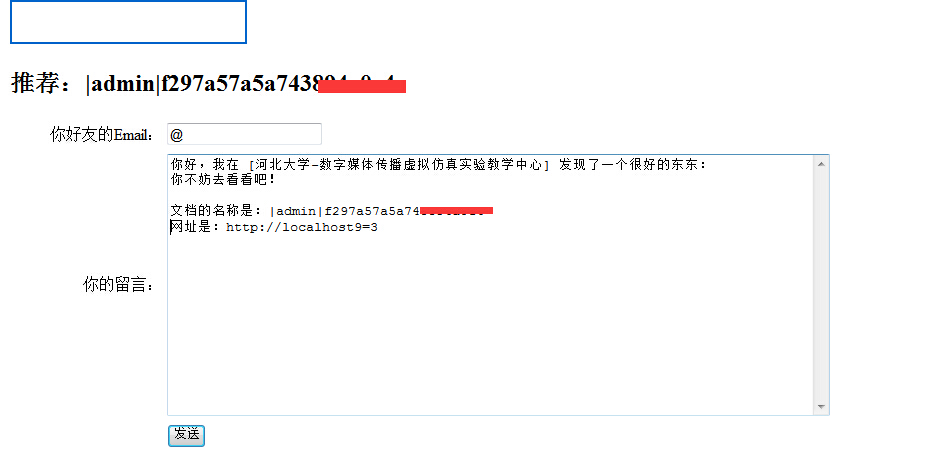 推荐：|admin|f297a57a5a743
你好友的Email：
@
你好，我在 [河北大学-数字媒体传播虚拟仿真实验教学中心] 发现了一个很好的东东：
你不妨去看看吧！
文档的名称是：|admin|f297a57a5a74
网址是：http://localhost9=3
你的留言：
发送